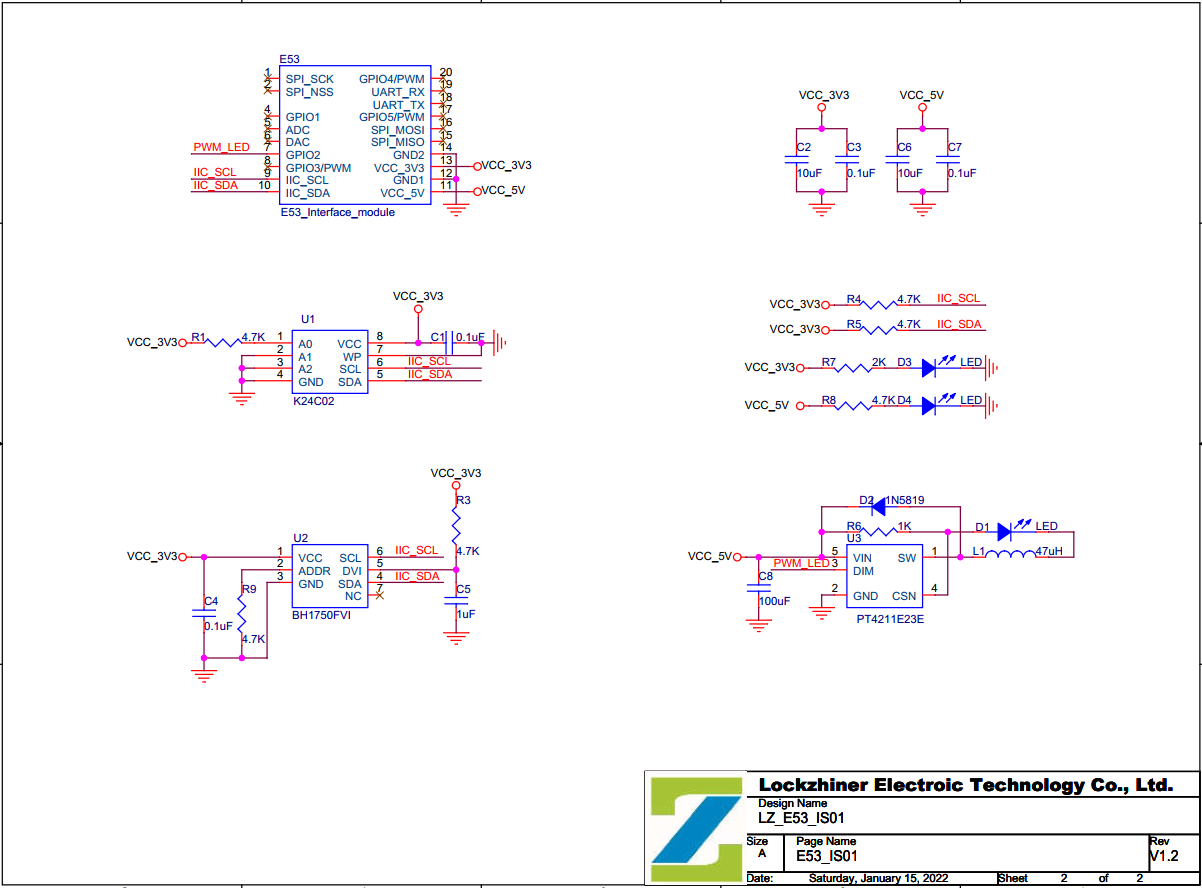 E53
1 SPI_SCK GPIO4/PWM 20
2 SPI_NSS UART_RX 19
UART_TX 18
4 GPIO1 GPIO5/PWM 17
5 ADC SPI_MOSI 16
6 DAC SPI_MISO 15
PWM_LED 7 GPIO2 GND2 14
8 GPIO3/PWM VCC_3V3 13 VCC_3V3
IIC_SCL 9 IIC_SCL GND1 12
IIC_SDA 10 IIC_SDA VCC_5V 11 VCC_5V
E53_Interface_module
VCC_3V3 VCC_5V
C2 C3 C6 C7
10uF 0.1uF 10uF 0.1uF
VCC_3V3
U1
VCC_3V3 R1 4.7K 1 A0 VCC 8 C1 0.1uF
2 A1 WP 7
3 A2 SCL 6 IIC_SCL
4 GND SDA 5 IIC_SDA
K24C02
VCC_3V3 R4 4.7K IIC_SCL
VCC_3V3 R5 4.7K IIC_SDA
VCC_3V3 R7 2K D3 LED
VCC_5V R8 4.7K D4 LED
VCC_3V3
R3
4.7K
U2
VCC_3V3 1 VCC SCL 6 IIC_SCL
2 ADDR DVI 5
3 GND SDA 4 IIC_SDA
NC 7
BH1750FVI
C4
0.1uF
R9
4.7K
C5
1uF
D2 1N5819
R6 1K D1 LED
U3
VCC_5V 5 VIN SW 1 L1 47uH
PWM_LED 3 DIM
2 GND CSN 4
C8
100uF
PT4211E23E
Lockzhiner Electroic Technology Co., Ltd.
Design Name
LZ_E53_IS01
Size Page Name Rev
A E53_IS01 V1.2
Date: Saturday, January 15, 2022 Sheet 2 of 2